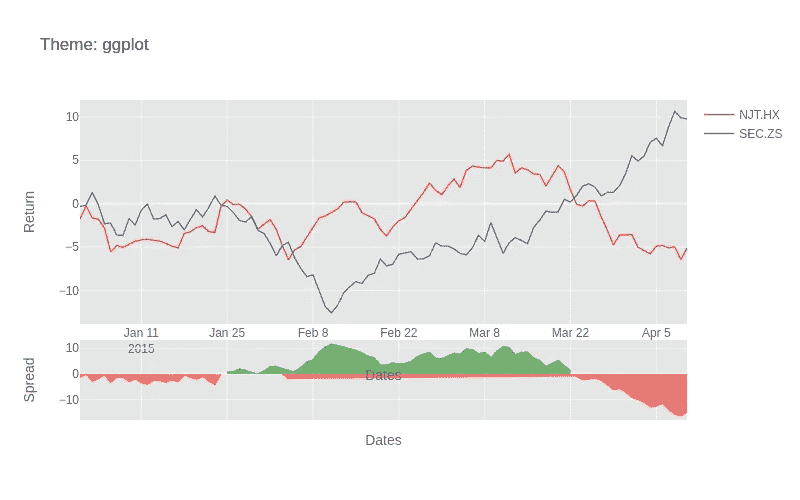 Theme: ggplot
NJT.HX
SEC.ZS
Return
10
5
0
−5
−10
Jan 11
2015
Jan 25
Feb 8
Feb 22
Mar 8
Mar 22
Apr 5
Spread
10
0
−10
Dates
Dates